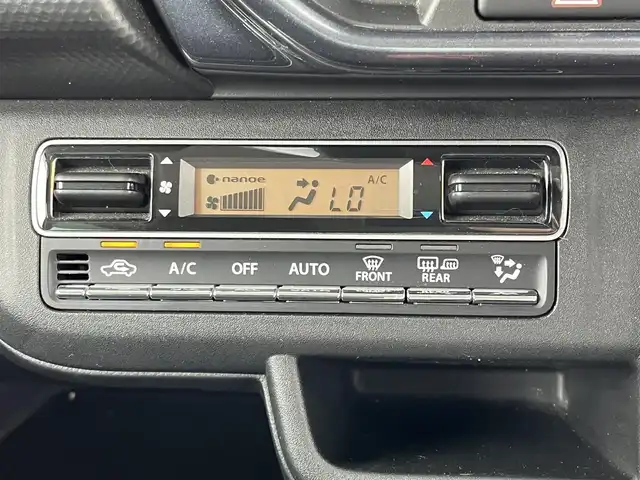 nanoe
A/C
LO
A/C
OFF
AUTO
FRONT
REAR